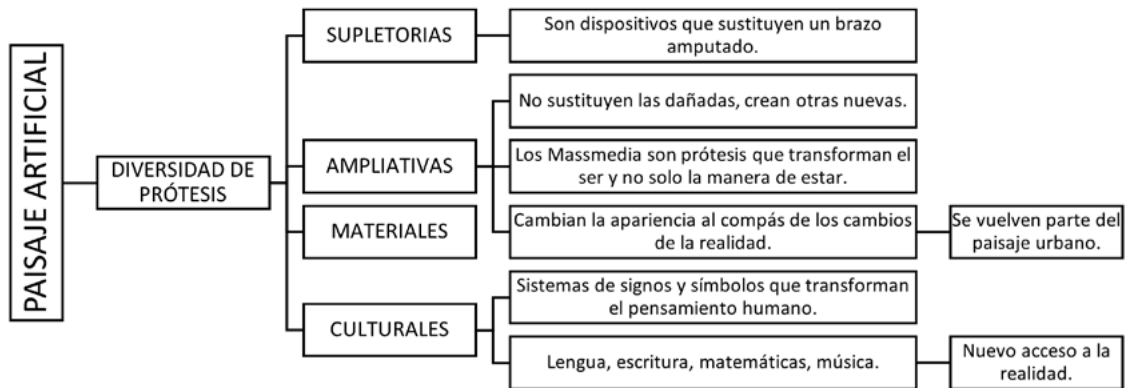 PAISAJE ARTIFICIAL
DIVERSIDAD DE
PRÓTESIS
SUPLETORIAS
Son dispositivos que sustituyen un brazo
amputado.
AMPLIATIVAS
No sustituyen las dañadas, crean otras nuevas.
Los Massmedia son prótesis que transforman el
ser y no solo la manera de estar.
Cambian la apariencia al compás de los cambios
de la realidad.
Se vuelven parte del
paisaje urbano.
MATERIALES
CULTURALES
Sistemas de signos y símbolos que transforman
el pensamiento humano.
Lengua, escritura, matemáticas, música.
Nuevo acceso a la
realidad.